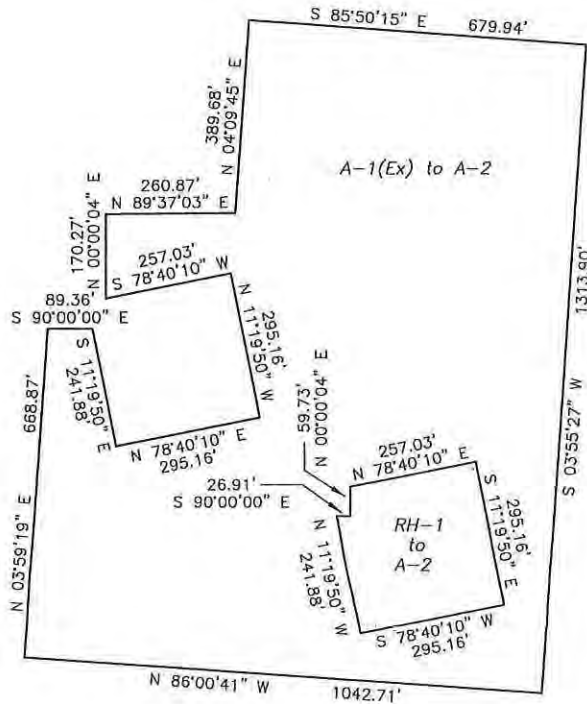 S 85°50'15" E 679.94'
389.68'
N 04°09'45" E
A-1(Ex) to A-2
260.87'
N 89°37'03" E
170.27'
N 00°00'04" E
257.03'
S 78°40'10" W
89.36'
S 90°00'00" E
295.16'
N 11°19'50" W
S 11°19'50" E
241.88'
N 78°40'10" E
295.16'
1313.90'
S 03°55'27" W
668.87'
N 03°59'19" E
59.73'
N 00°00'04" E
257.03'
N 78°40'10" E
26.91'
S 90°00'00" E
295.16'
S 11°19'50" E
RH-1
to
A-2
N 11°19'50" W
241.88'
S 78°40'10" W
295.16'
N 86°00'41" W 1042.71'